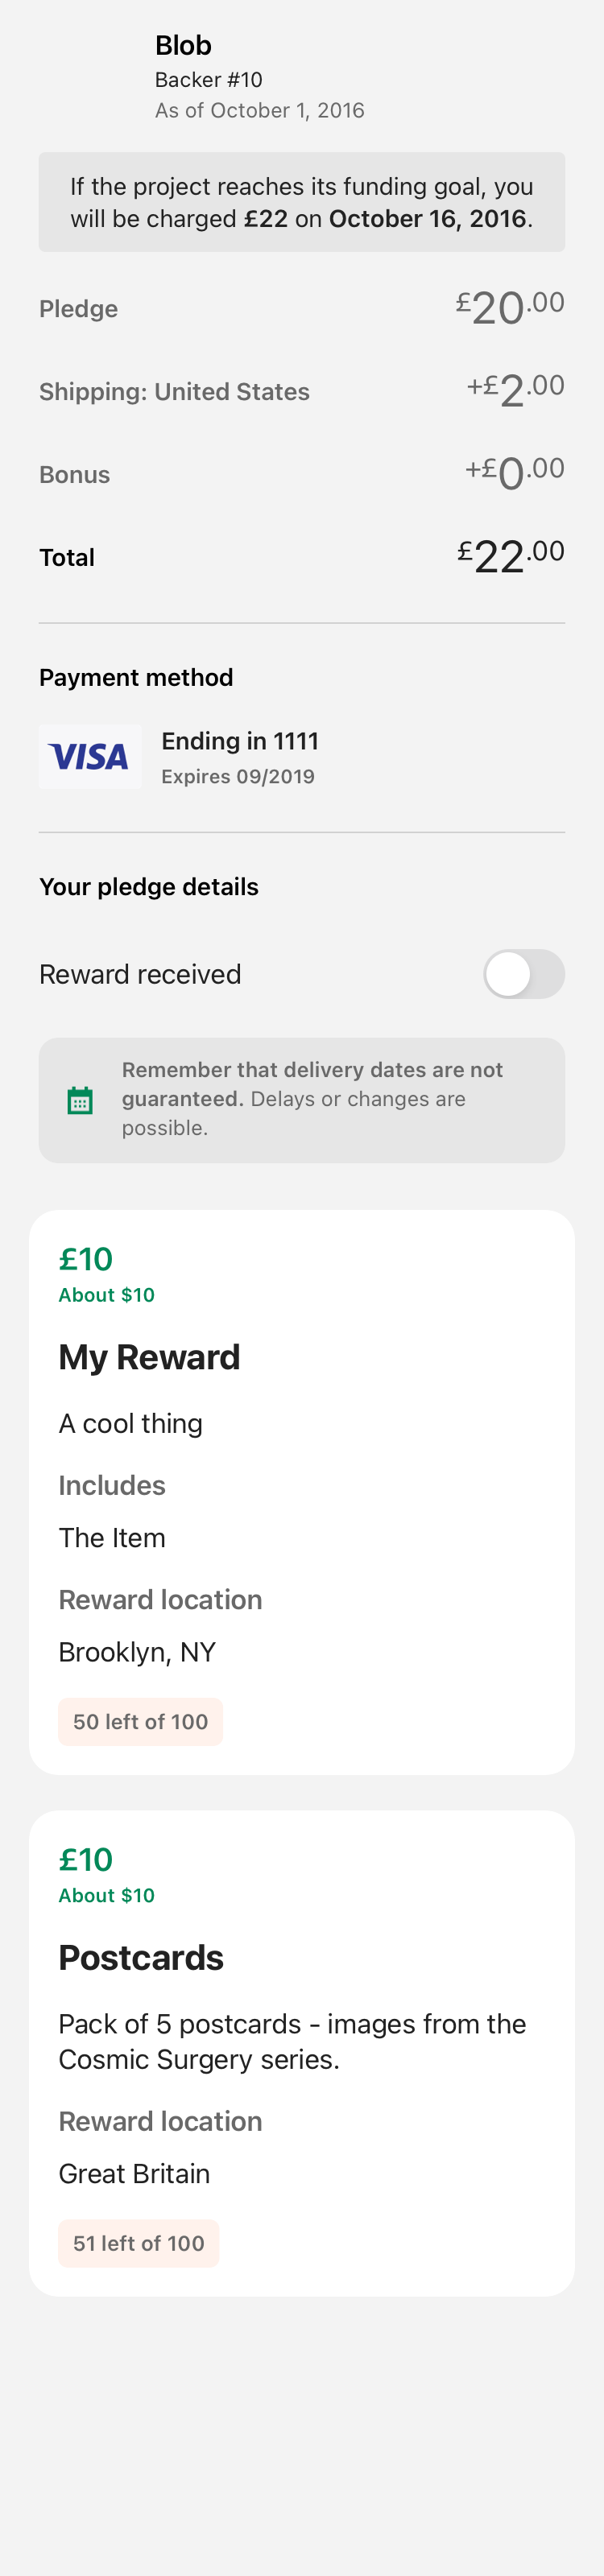 Blob
Backer #10
As of October 1, 2016
If the project reaches its funding goal, you
will be charged £22 on October 16, 2016.
Pledge £20.00
Shipping: United States +£2.00
Bonus +£0.00
Total £22.00
Payment method
VISA
Ending in 1111
Expires 09/2019
Your pledge details
Reward received
Remember that delivery dates are not
guaranteed. Delays or changes are
possible.
£10
About $10
My Reward
A cool thing
Includes
The Item
Reward location
Brooklyn, NY
50 left of 100
£10
About $10
Postcards
Pack of 5 postcards - images from the
Cosmic Surgery series.
Reward location
Great Britain
51 left of 100